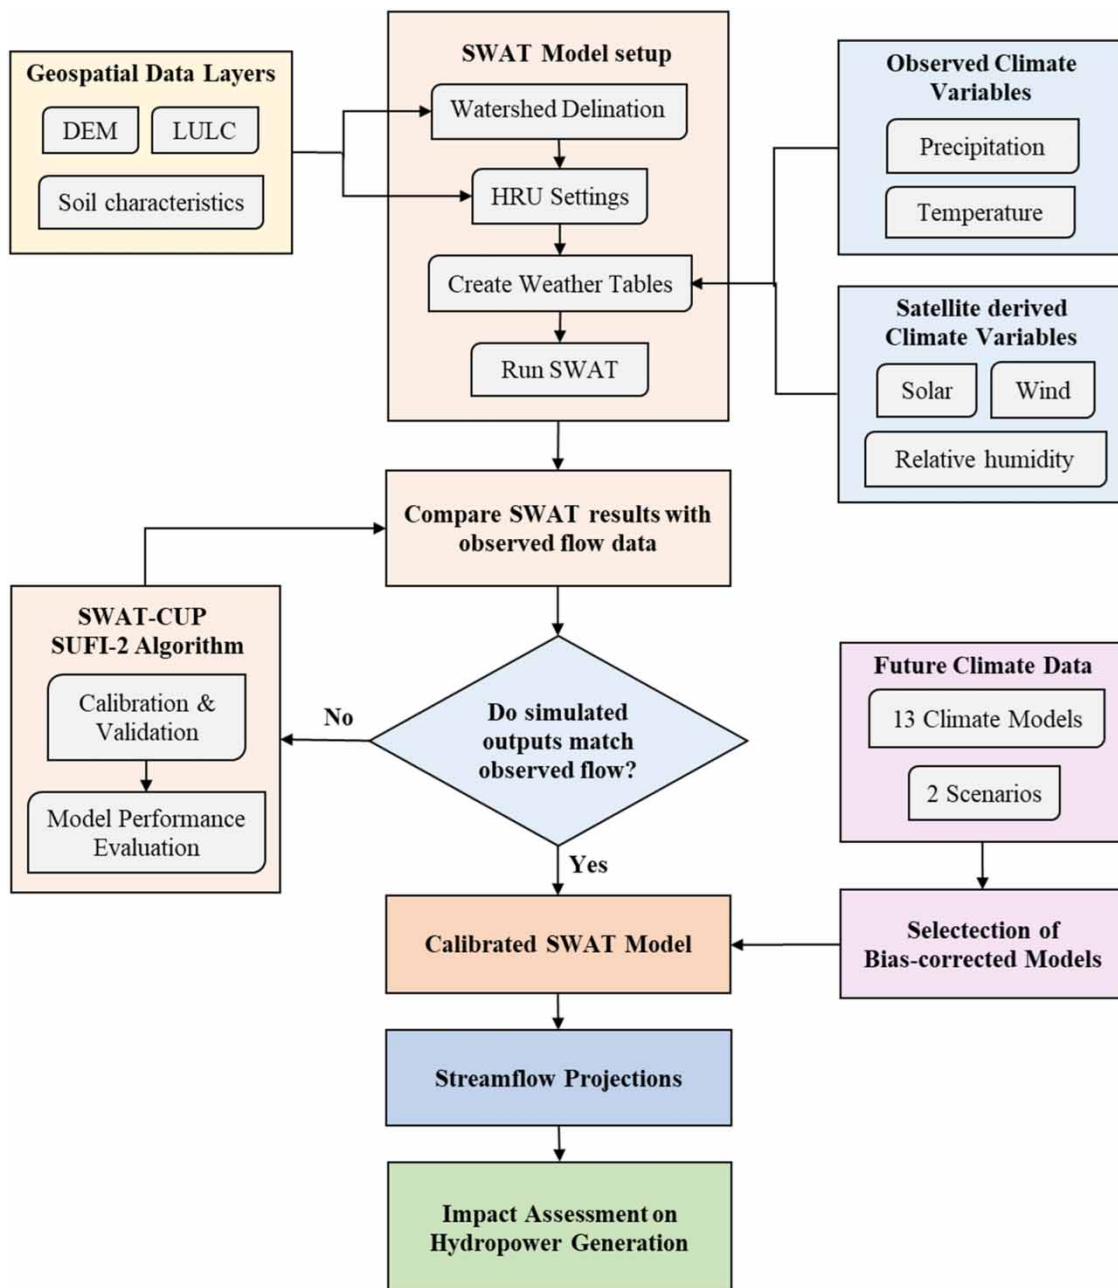 Geospatial Data Layers
DEM
LULC
Soil characteristics
SWAT Model setup
Watershed Delination
HRU Settings
Create Weather Tables
Run SWAT
Observed Climate
Variables
Precipitation
Temperature
Satellite derived
Climate Variables
Solar
Wind
Relative humidity
Compare SWAT results with
observed flow data
SWAT-CUP
SUFI-2 Algorithm
Calibration &
Validation
Model Performance
Evaluation
No
Do simulated
outputs match
observed flow?
Yes
Future Climate Data
13 Climate Models
2 Scenarios
Selectection of
Bias-corrected Models
Calibrated SWAT Model
Streamflow Projections
Impact Assessment on
Hydropower Generation